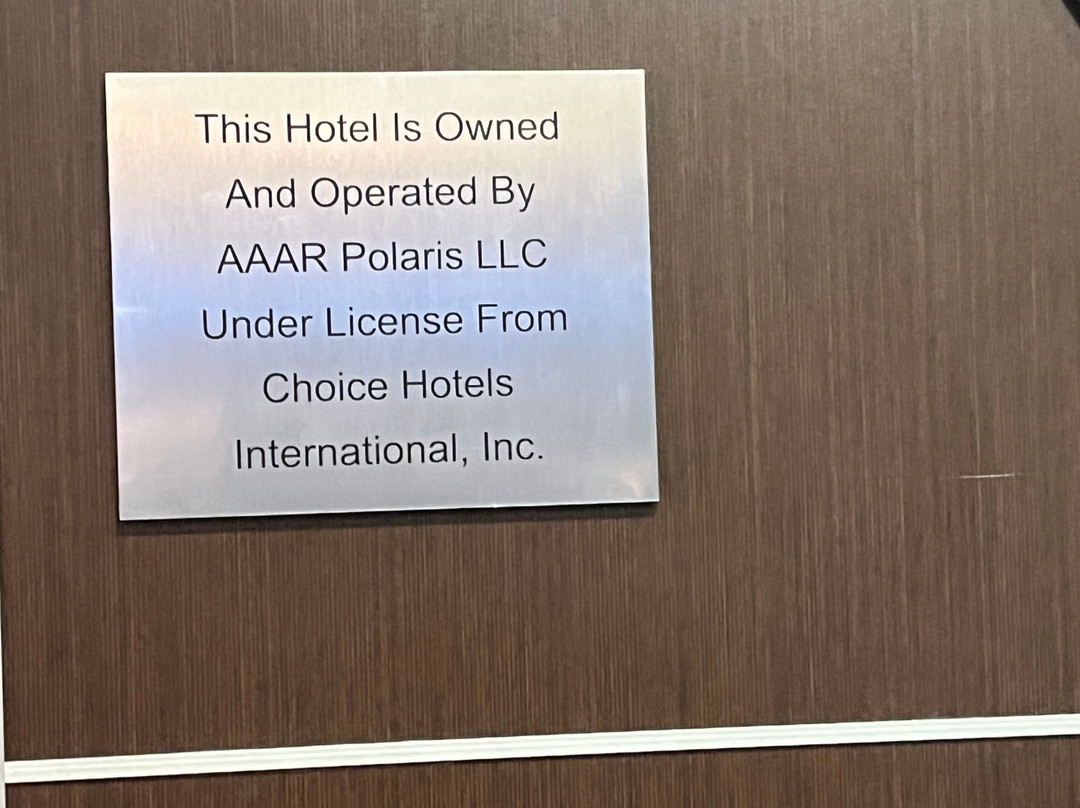 This Hotel Is Owned
And Operated By
AAAR Polaris LLC
Under License From
Choice Hotels
International, Inc.